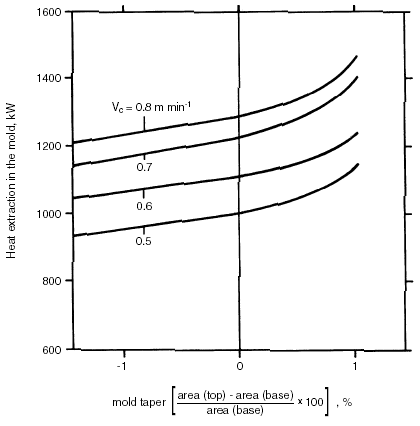 1600
1400
1200
1000
800
600
Heat extraction in the mold, kW
Vc = 0.8 m min-1
0.7
0.6
0.5
-1 0 1
mold taper [ area (top) - area (base) / area (base) x 100 ] , %